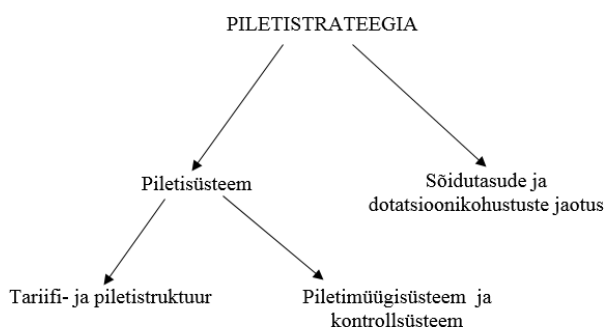 PILETISTRATEEGIA
Piletisüsteem
Sõidutasude ja
dotatsioonikohustuste jaotus
Tariifi- ja piletistruktuur
Piletimüügisüsteem ja
kontrollsüsteem